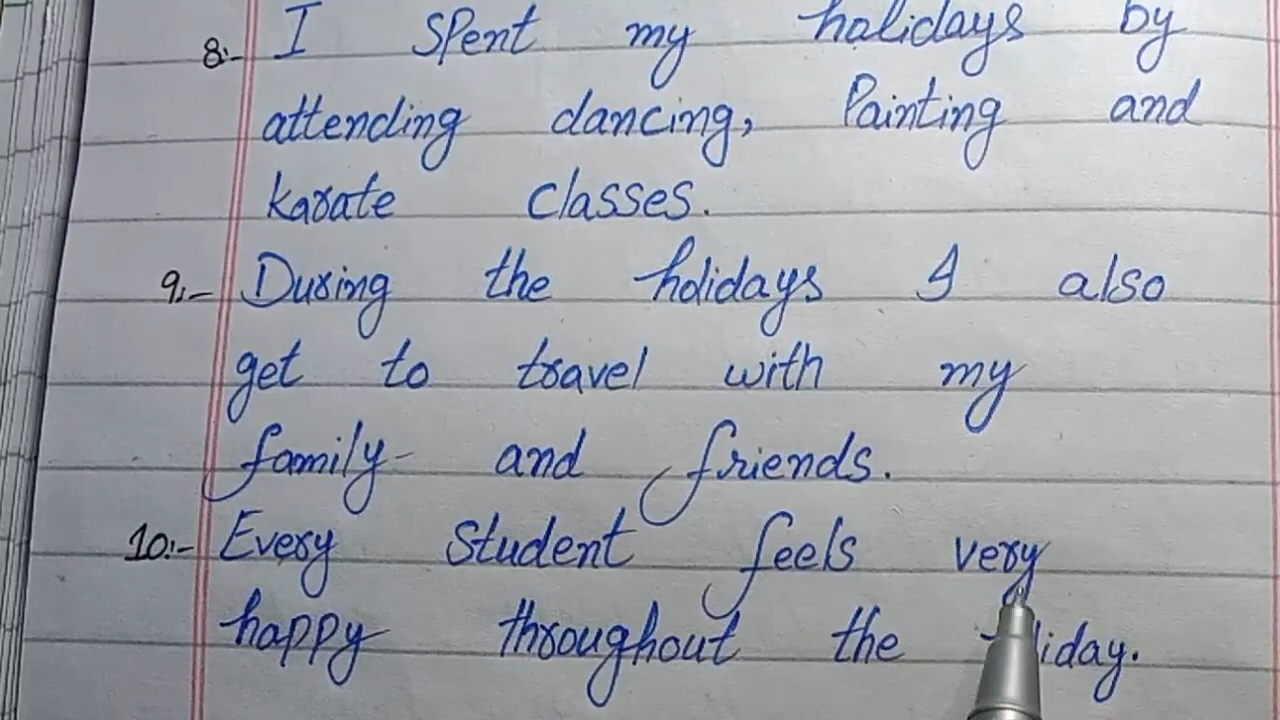 8:- I spent my holidays by
attending dancing, Painting and
karate classes.
9:- During the holidays I also
get to travel with my
family and friends.
10:- Every student feels very
happy throughout the liday.